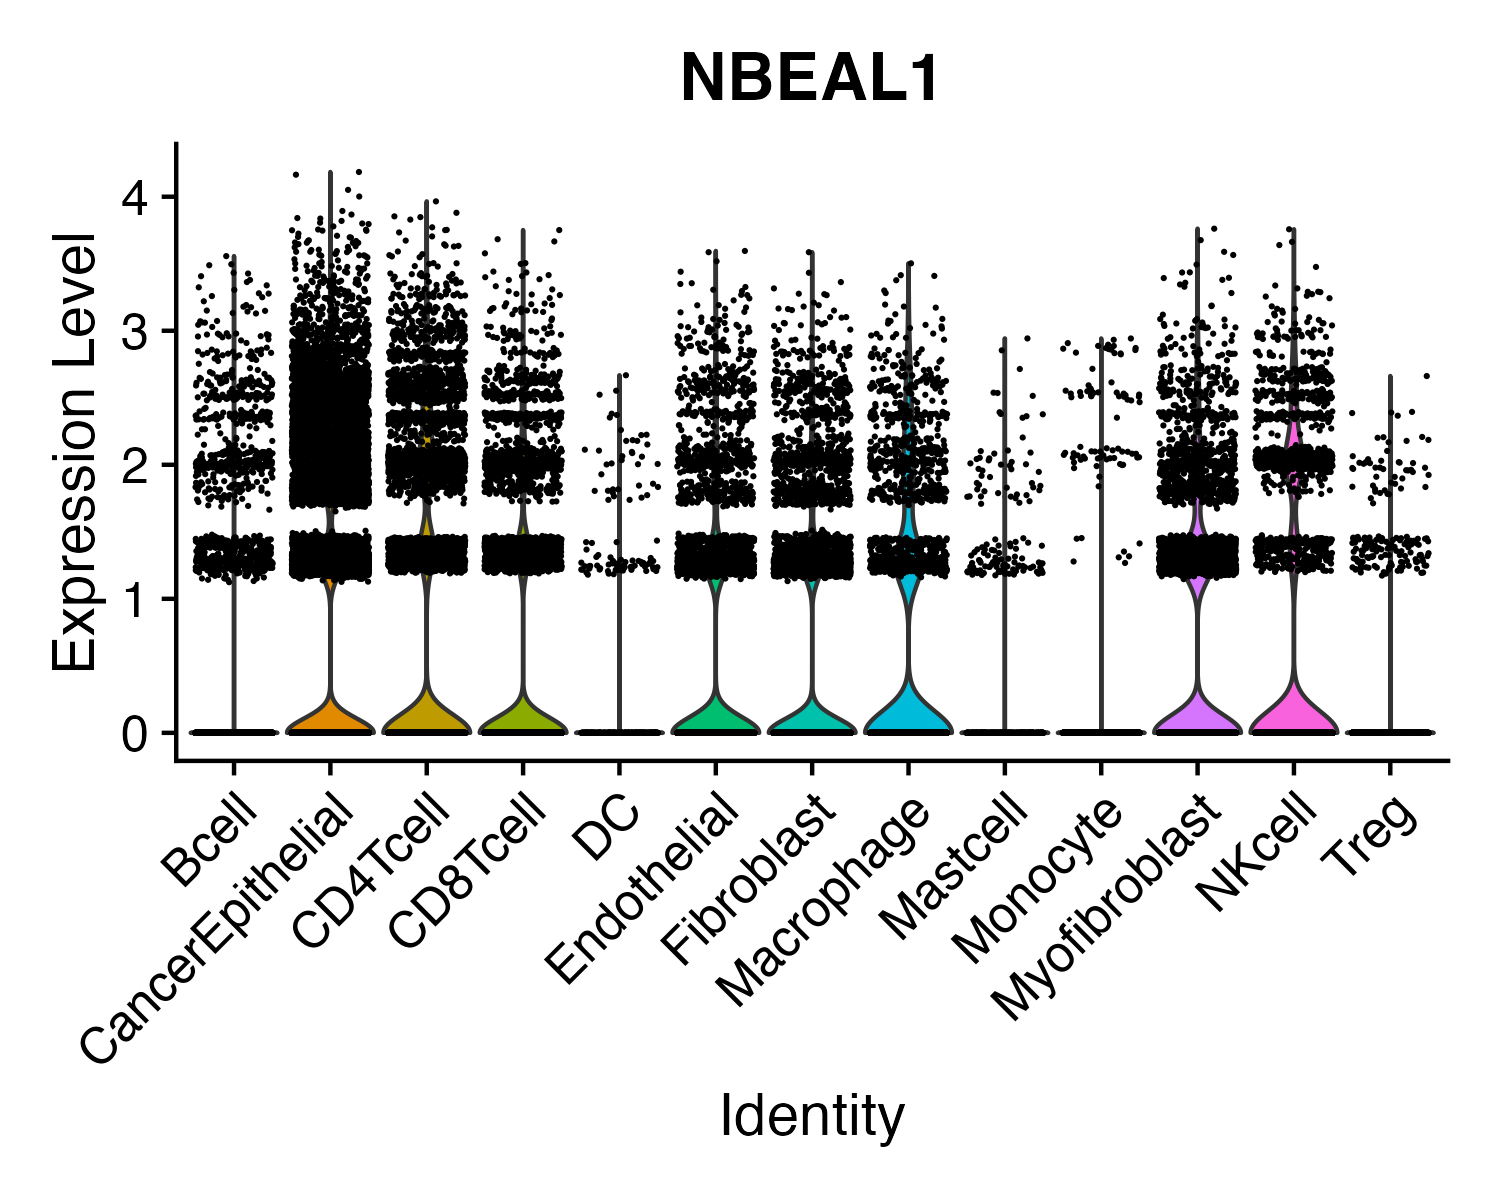 NBEAL1
Expression Level
4
3
2
1
0
Bcell
CancerEpithelial
CD4Tcell
CD8Tcell
DC
Endothelial
Fibroblast
Macrophage
Mastcell
Monocyte
Myofibroblast
NKcell
Treg
Identity